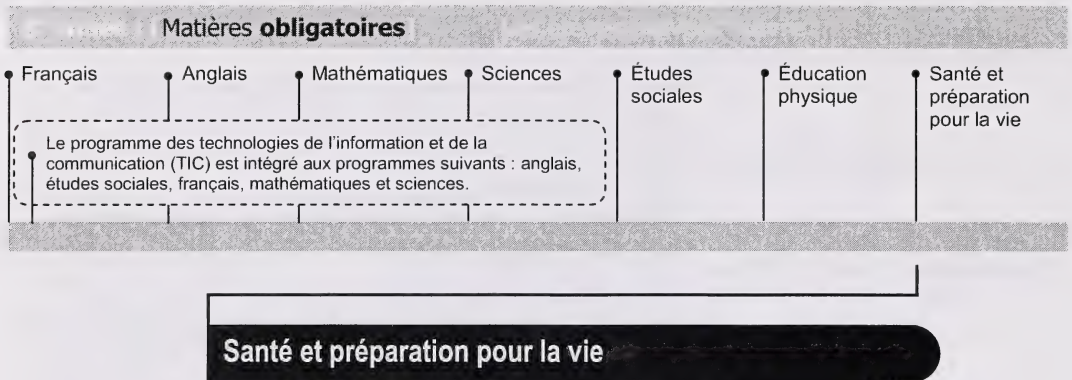 Matières obligatoires
Français
Anglais
Mathématiques
Sciences
Études
sociales
Éducation
physique
Santé et
préparation
pour la vie
Le programme des technologies de l'information et de la
communication (TIC) est intégré aux programmes suivants : anglais,
études sociales, français, mathématiques et sciences.
Santé et préparation pour la vie